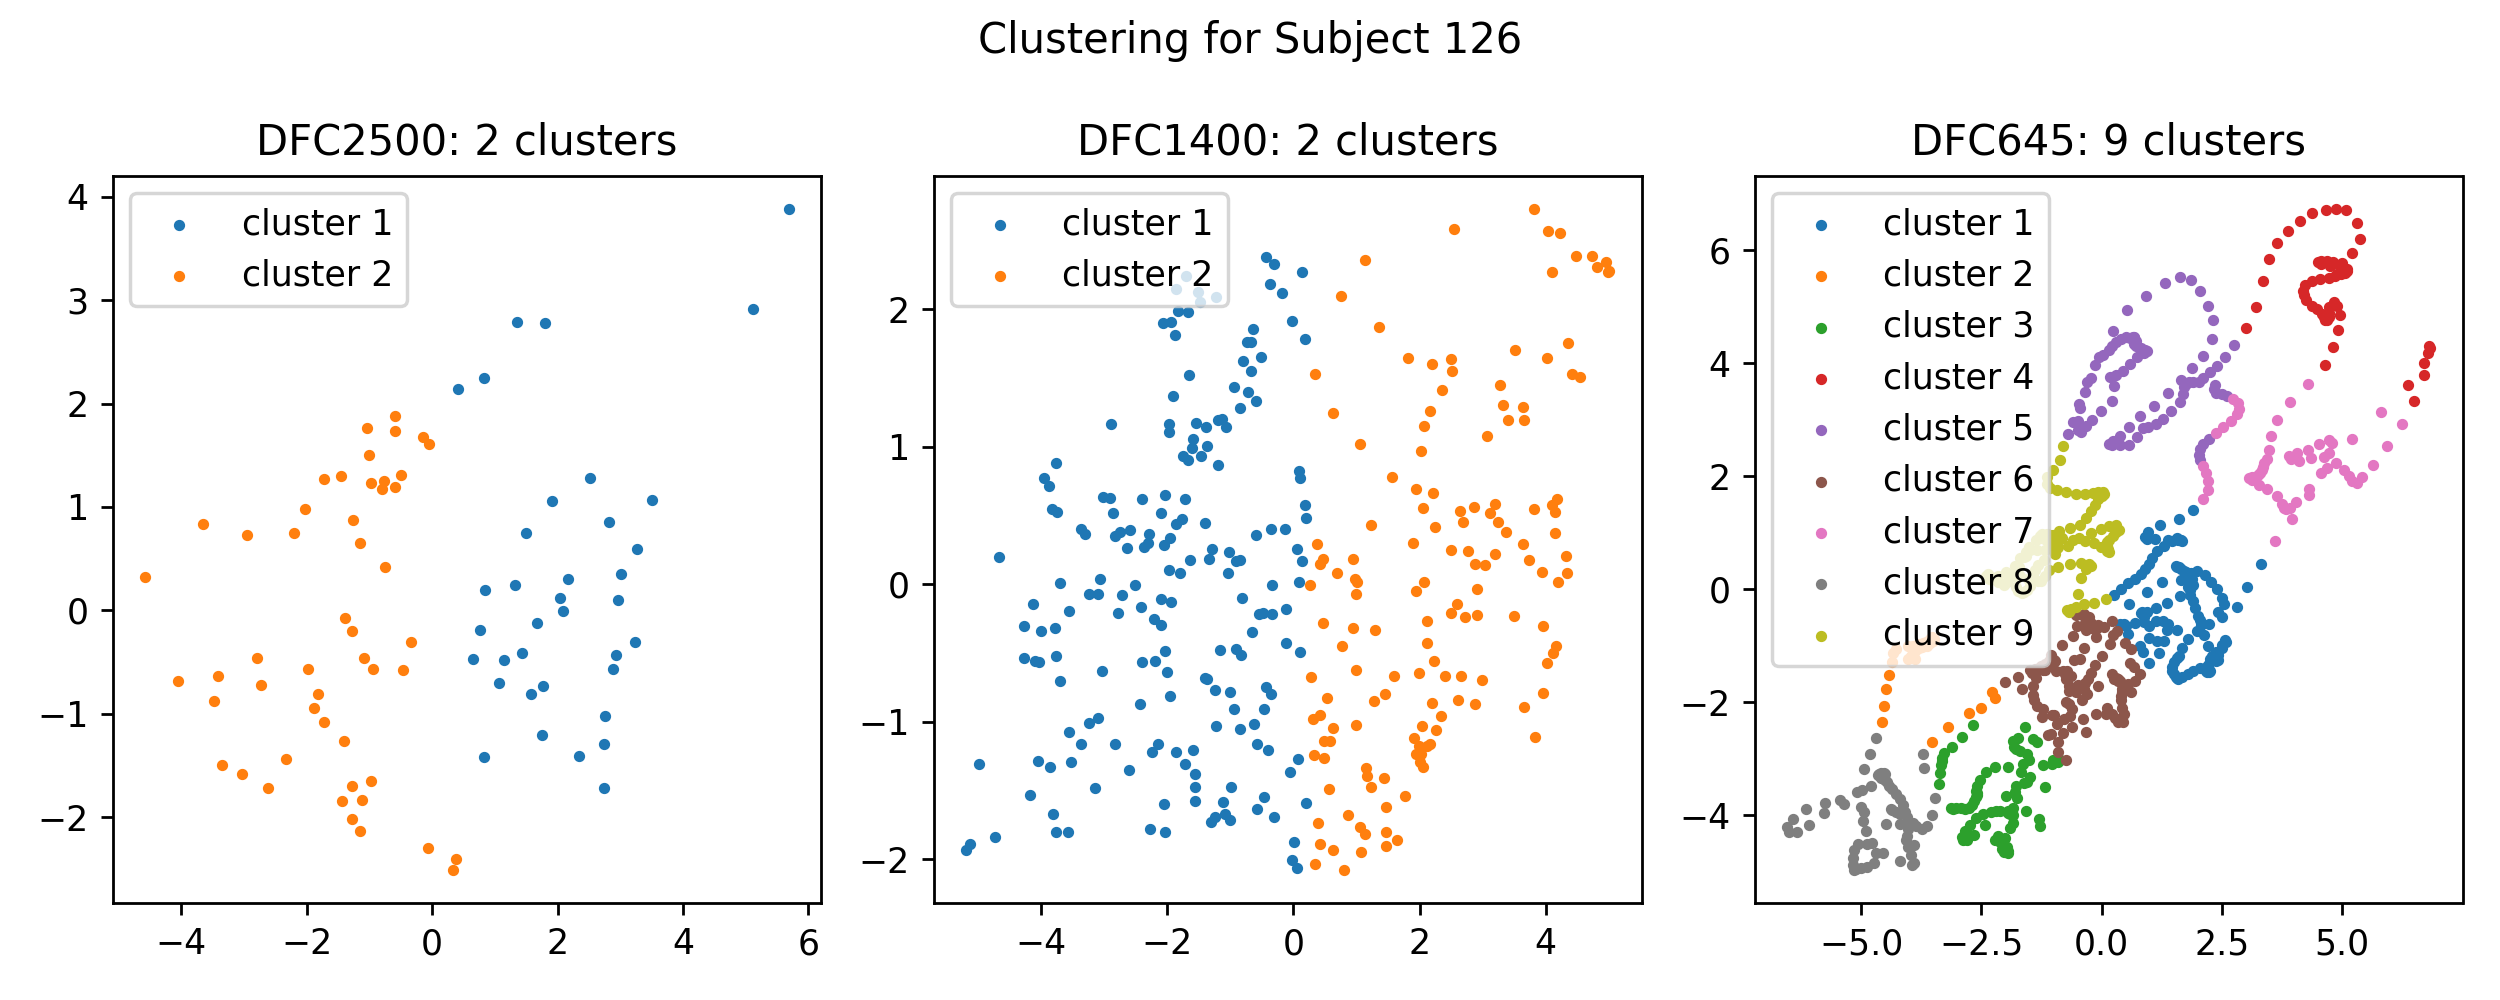 Clustering for Subject 126
DFC2500: 2 clusters
4
3
2
1
0
−1
−2
−4
−2
0
2
4
6
cluster 1
cluster 2
DFC1400: 2 clusters
2
1
0
−1
−2
−4
−2
0
2
4
cluster 1
cluster 2
DFC645: 9 clusters
6
4
2
0
−2
−4
−5.0
−2.5
0.0
2.5
5.0
cluster 1
cluster 2
cluster 3
cluster 4
cluster 5
cluster 6
cluster 7
cluster 8
cluster 9